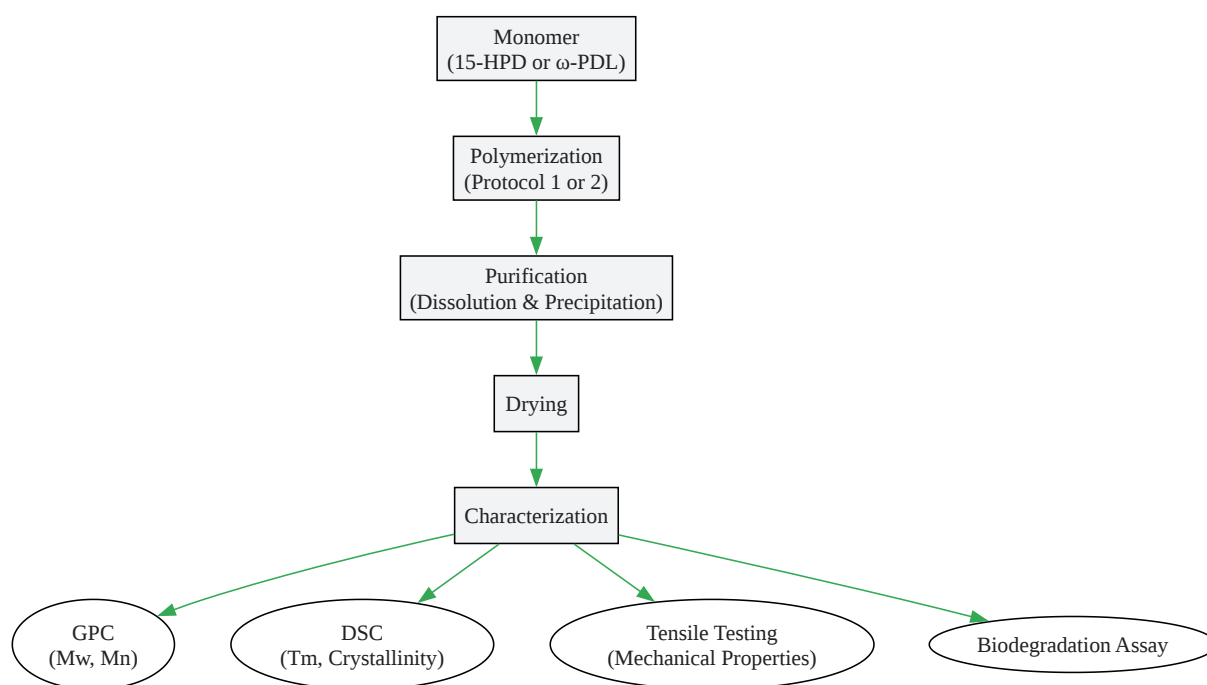 Monomer
(15-HPD or ω-PDL)
Polymerization
(Protocol 1 or 2)
Purification
(Dissolution & Precipitation)
Drying
Characterization
GPC
(Mw, Mn)
DSC
(Tm, Crystallinity)
Tensile Testing
(Mechanical Properties)
Biodegradation Assay